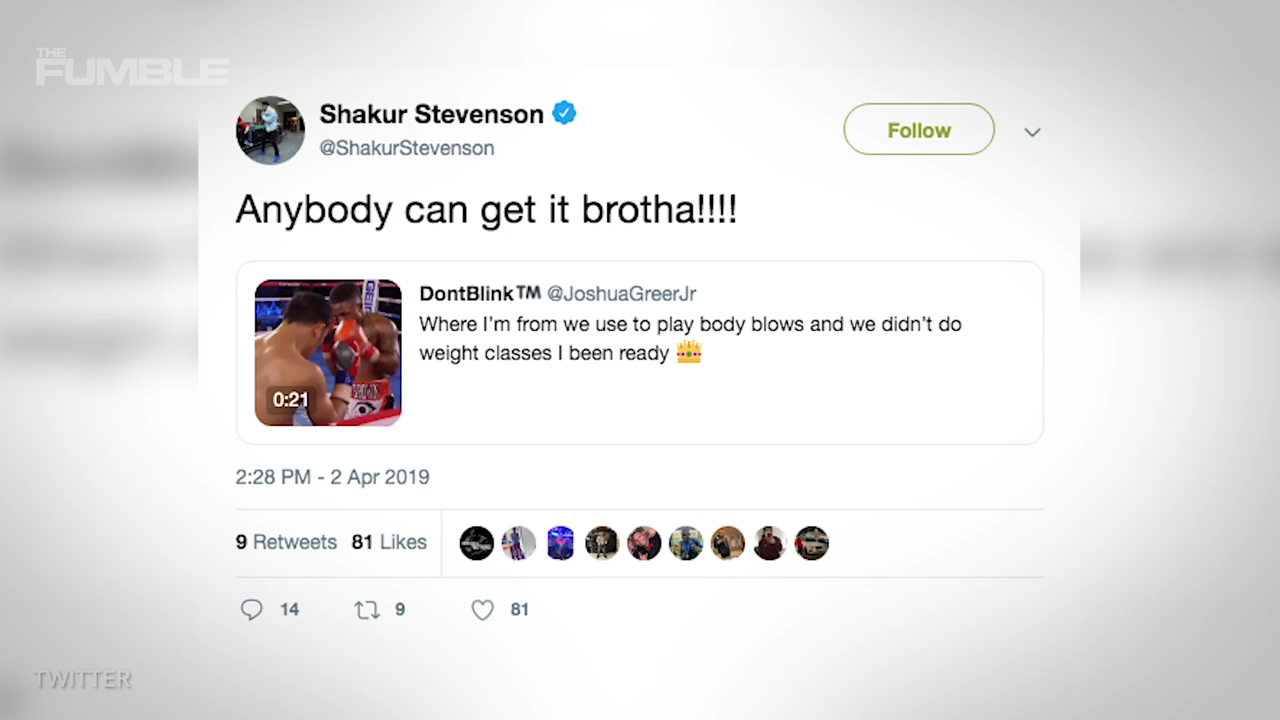 THE
FUMBLE
Shakur Stevenson
@ShakurStevenson
Follow
Anybody can get it brotha!!!!
DontBlink™ @JoshuaGreerJr
Where I'm from we use to play body blows and we didn't do
weight classes I been ready 👑
0:21
2:28 PM - 2 Apr 2019
9 Retweets 81 Likes
14 9 81
TWITTER